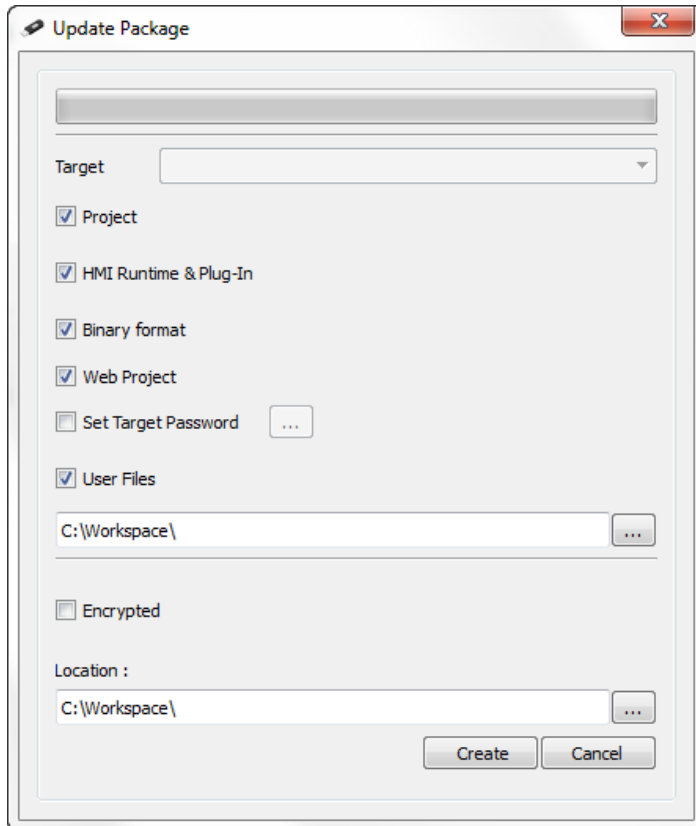 Update Package
Target
Project
HMI Runtime & Plug-In
Binary format
Web Project
Set Target Password ...
User Files
C:\Workspace\ ...
Encrypted
Location :
C:\Workspace\ ...
Create Cancel